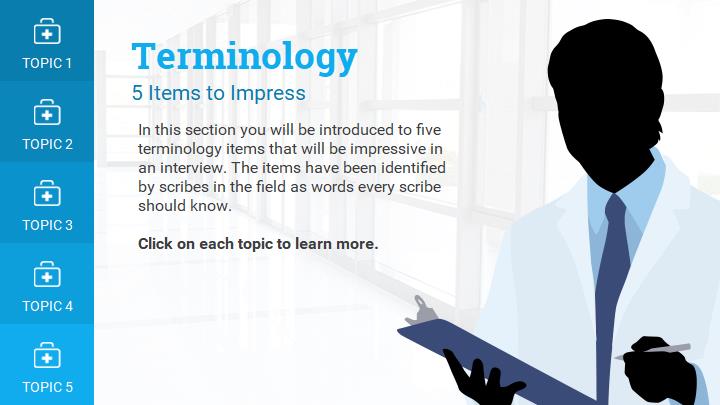 TOPIC 1
TOPIC 2
TOPIC 3
TOPIC 4
TOPIC 5
Terminology
5 Items to Impress
In this section you will be introduced to five
terminology items that will be impressive in
an interview. The items have been identified
by scribes in the field as words every scribe
should know.
Click on each topic to learn more.